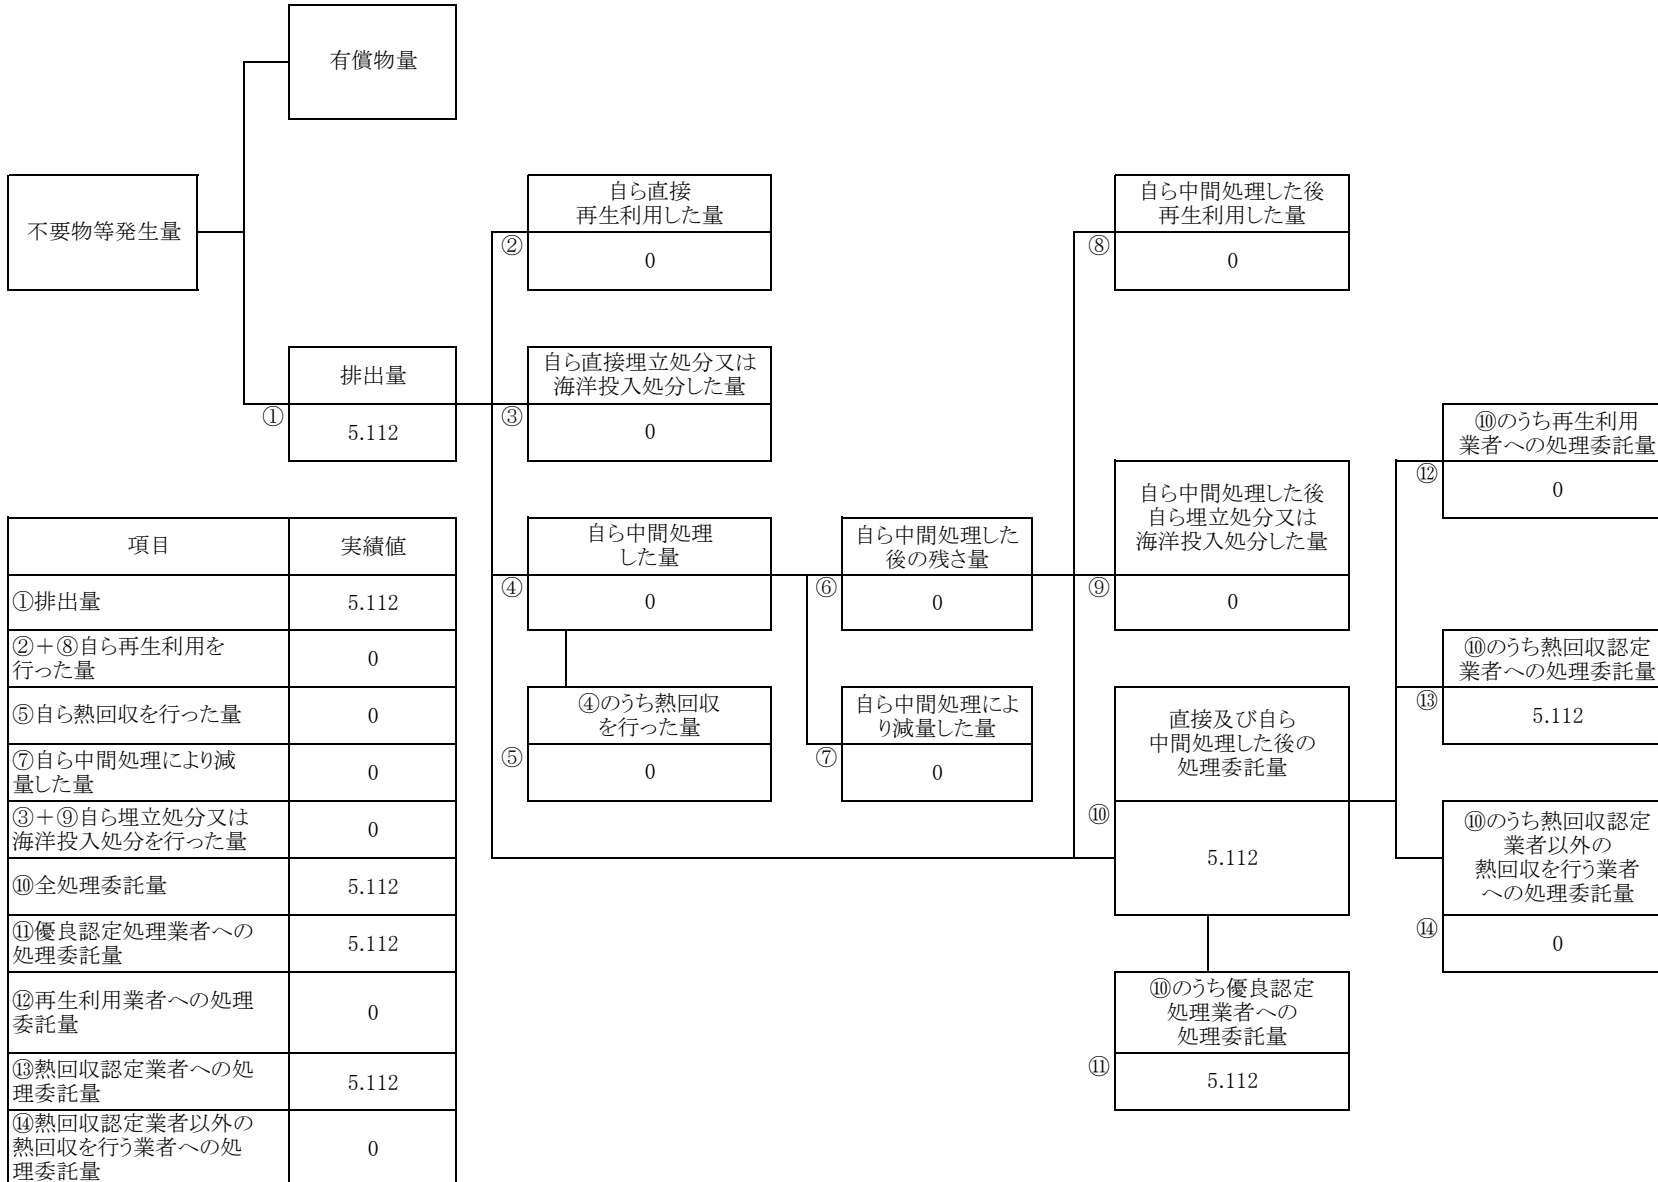 有償物量
不要物等発生量
自ら直接
再生利用した量
②
0
自ら中間処理した後
再生利用した量
⑧
0
排出量
①
5.112
自ら直接埋立処分又は
海洋投入処分した量
③
0
⑩のうち再生利用
業者への処理委託量
⑫
0
自ら中間処理
した量
④
0
自ら中間処理した
後の残さ量
⑥
0
自ら中間処理した後
自ら埋立処分又は
海洋投入処分した量
⑨
0
⑩のうち熱回収認定
業者への処理委託量
⑬
5.112
④のうち熱回収
を行った量
⑤
0
自ら中間処理によ
り減量した量
⑦
0
直接及び自ら
中間処理した後の
処理委託量
⑩
5.112
⑩のうち熱回収認定
業者以外の
熱回収を行う業者
への処理委託量
⑭
0
⑩のうち優良認定
処理業者への
処理委託量
⑪
5.112
項目 実績値
①排出量 5.112
②+⑧自ら再生利用を
行った量
0
⑤自ら熱回収を行った量 0
⑦自ら中間処理により減
量した量
0
③+⑨自ら埋立処分又は
海洋投入処分を行った量
0
⑩全処理委託量 5.112
⑪優良認定処理業者への
処理委託量
5.112
⑫再生利用業者への処理
委託量
0
⑬熱回収認定業者への処
理委託量
5.112
⑭熱回収認定業者以外の
熱回収を行う業者への処
理委託量
0